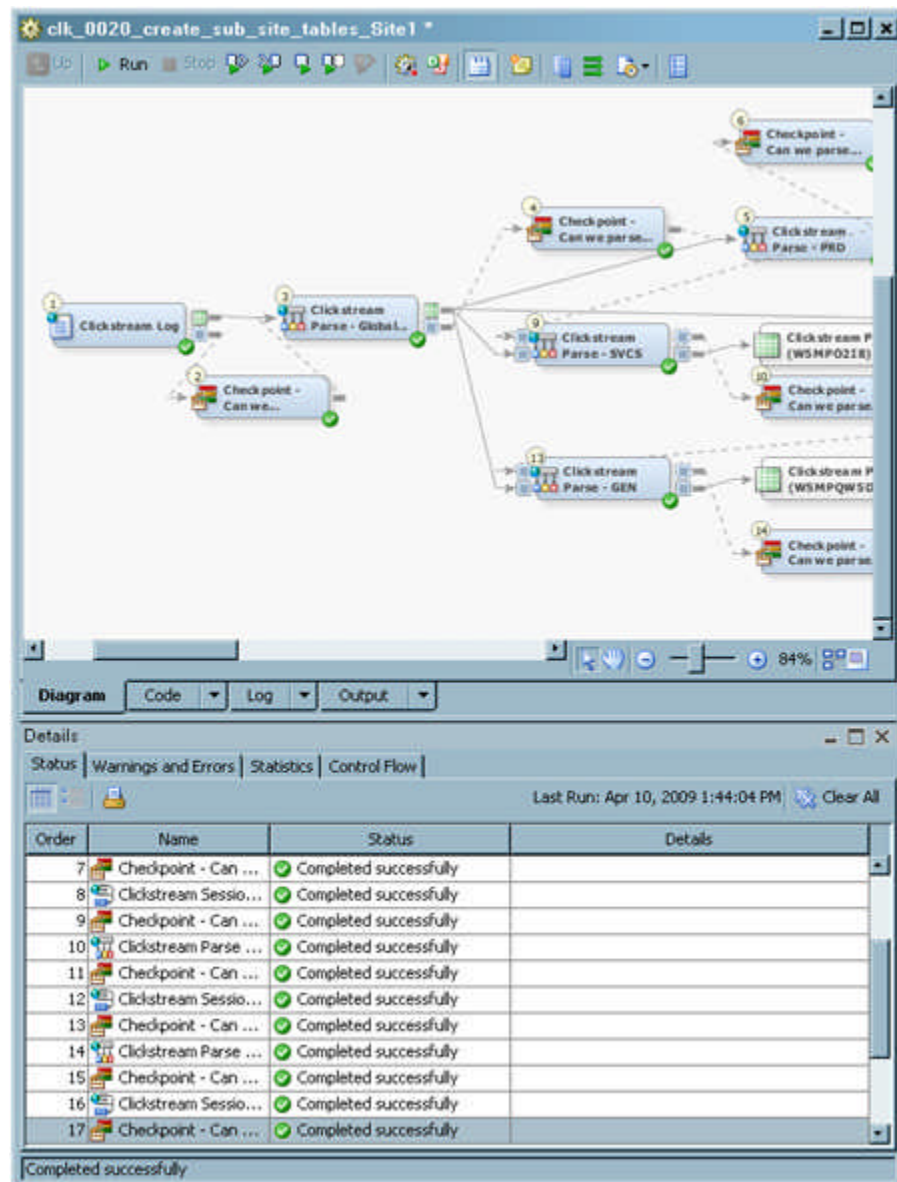 clk_0020_create_sub_site_tables_Site1 *
Up Run Stop
6
Checkpoint -
Can we parse...
4
Checkpoint -
Can we parse...
5
Clickstream
Parse - PRD
1
Clickstream Log
3
Clickstream
Parse - Global...
9
Clickstream
Parse - SVCS
Clickstream P
(WSMPO218)
2
Checkpoint -
Can we...
10
Checkpoint -
Can we parse
13
Clickstream
Parse - GEN
Clickstream P
(WSMPQW5D
14
Checkpoint -
Can we parse
84%
Diagram Code Log Output
Details
Status Warnings and Errors Statistics Control Flow
Last Run: Apr 10, 2009 1:44:04 PM Clear All
Order Name Status Details
7 Checkpoint - Can ... Completed successfully
8 Clickstream Sessio... Completed successfully
9 Checkpoint - Can ... Completed successfully
10 Clickstream Parse ... Completed successfully
11 Checkpoint - Can ... Completed successfully
12 Clickstream Sessio... Completed successfully
13 Checkpoint - Can ... Completed successfully
14 Clickstream Parse ... Completed successfully
15 Checkpoint - Can ... Completed successfully
16 Clickstream Sessio... Completed successfully
17 Checkpoint - Can ... Completed successfully
Completed successfully